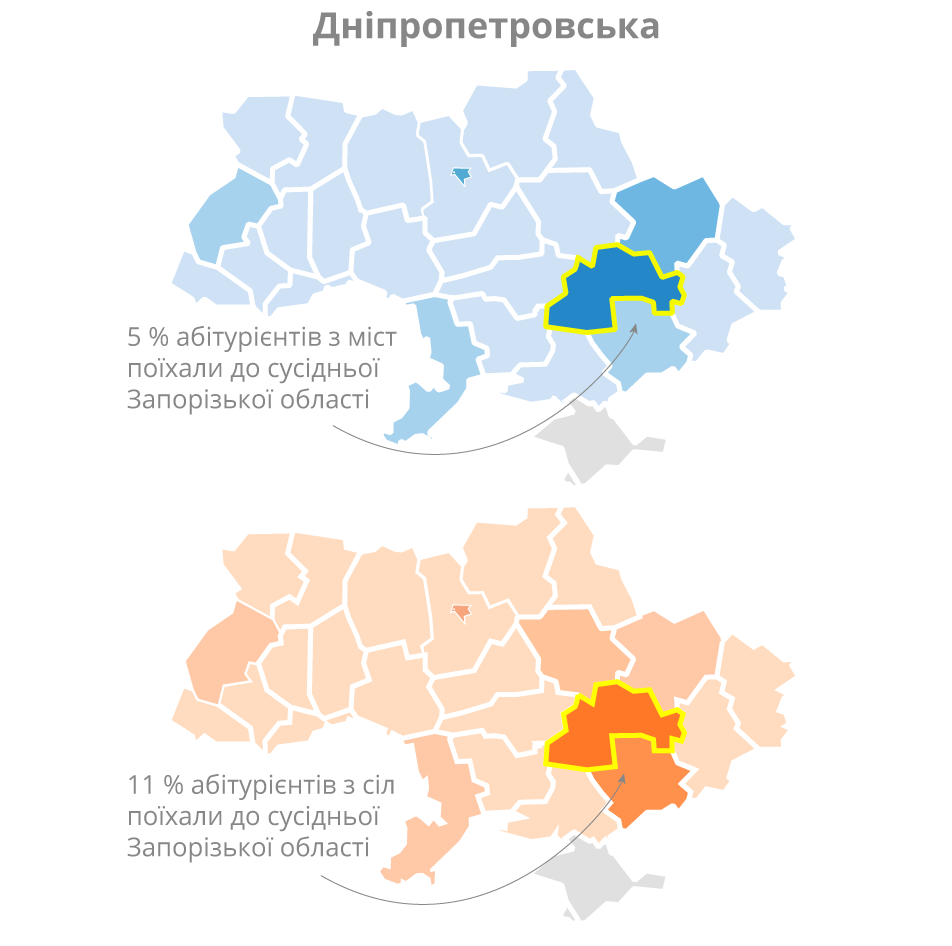 Дніпропетровська
5 % абітурієнтів з міст
поїхали до сусідньої
Запорізької області
11 % абітурієнтів з сіл
поїхали до сусідньої
Запорізької області